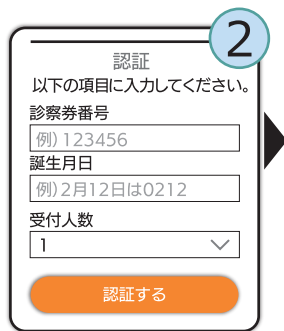 2
認証
以下の項目に入力してください。
診察券番号
例）123456
誕生月日
例）2月12日は0212
受付人数
1
認証する